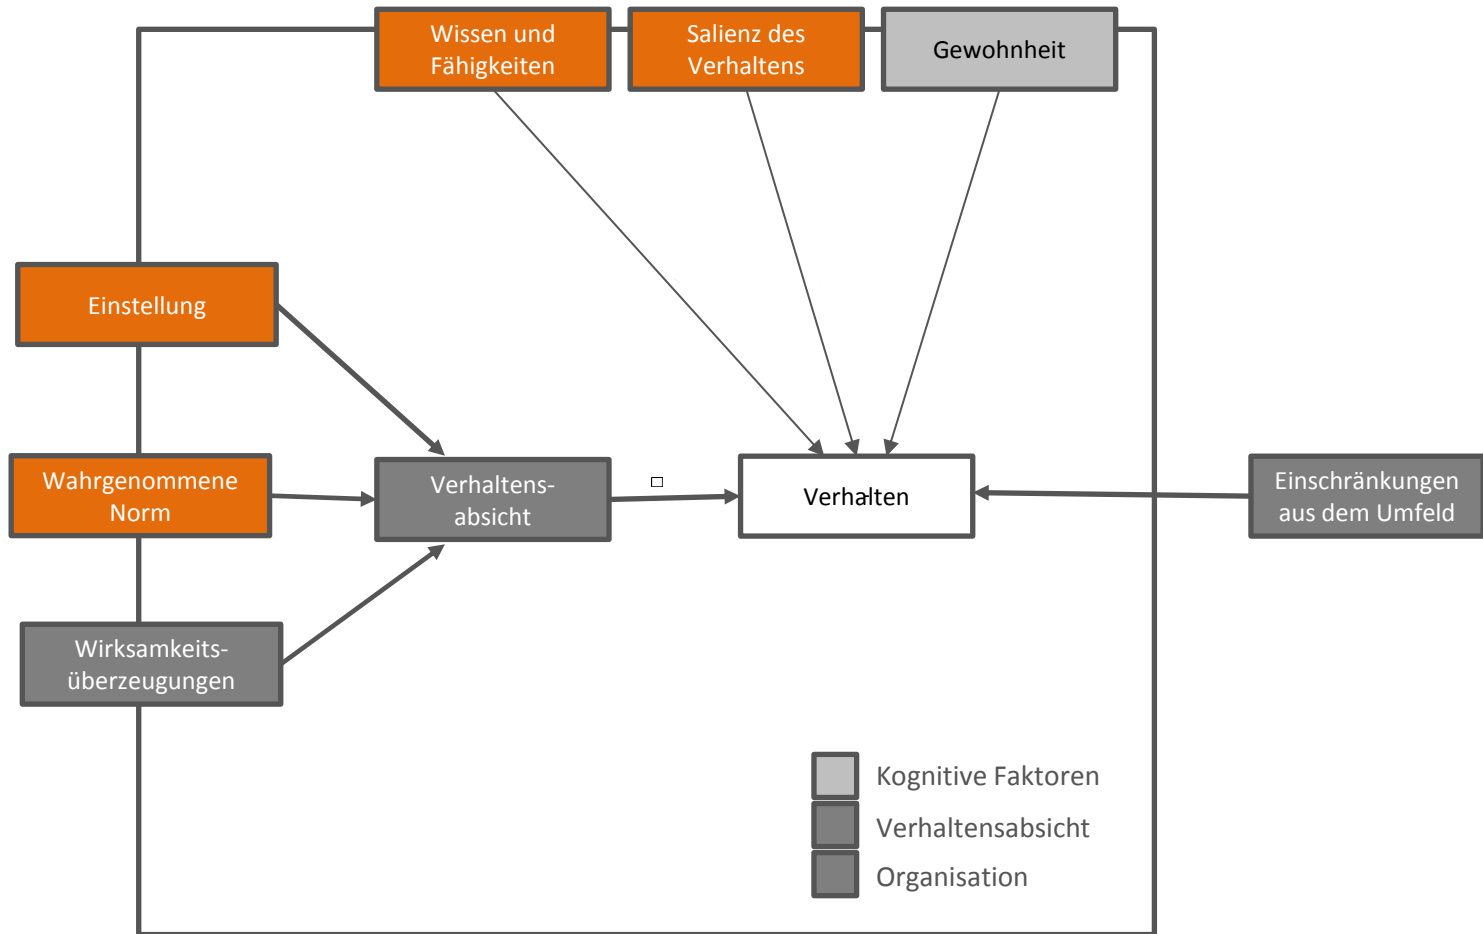 Wissen und
Fähigkeiten
Salienz des
Verhaltens
Gewohnheit
Einstellung
Wahrgenommene
Norm
Verhaltens-
absicht
Verhalten
Einschränkungen
aus dem Umfeld
Wirksamkeits-
überzeugungen
Kognitive Faktoren
Verhaltensabsicht
Organisation